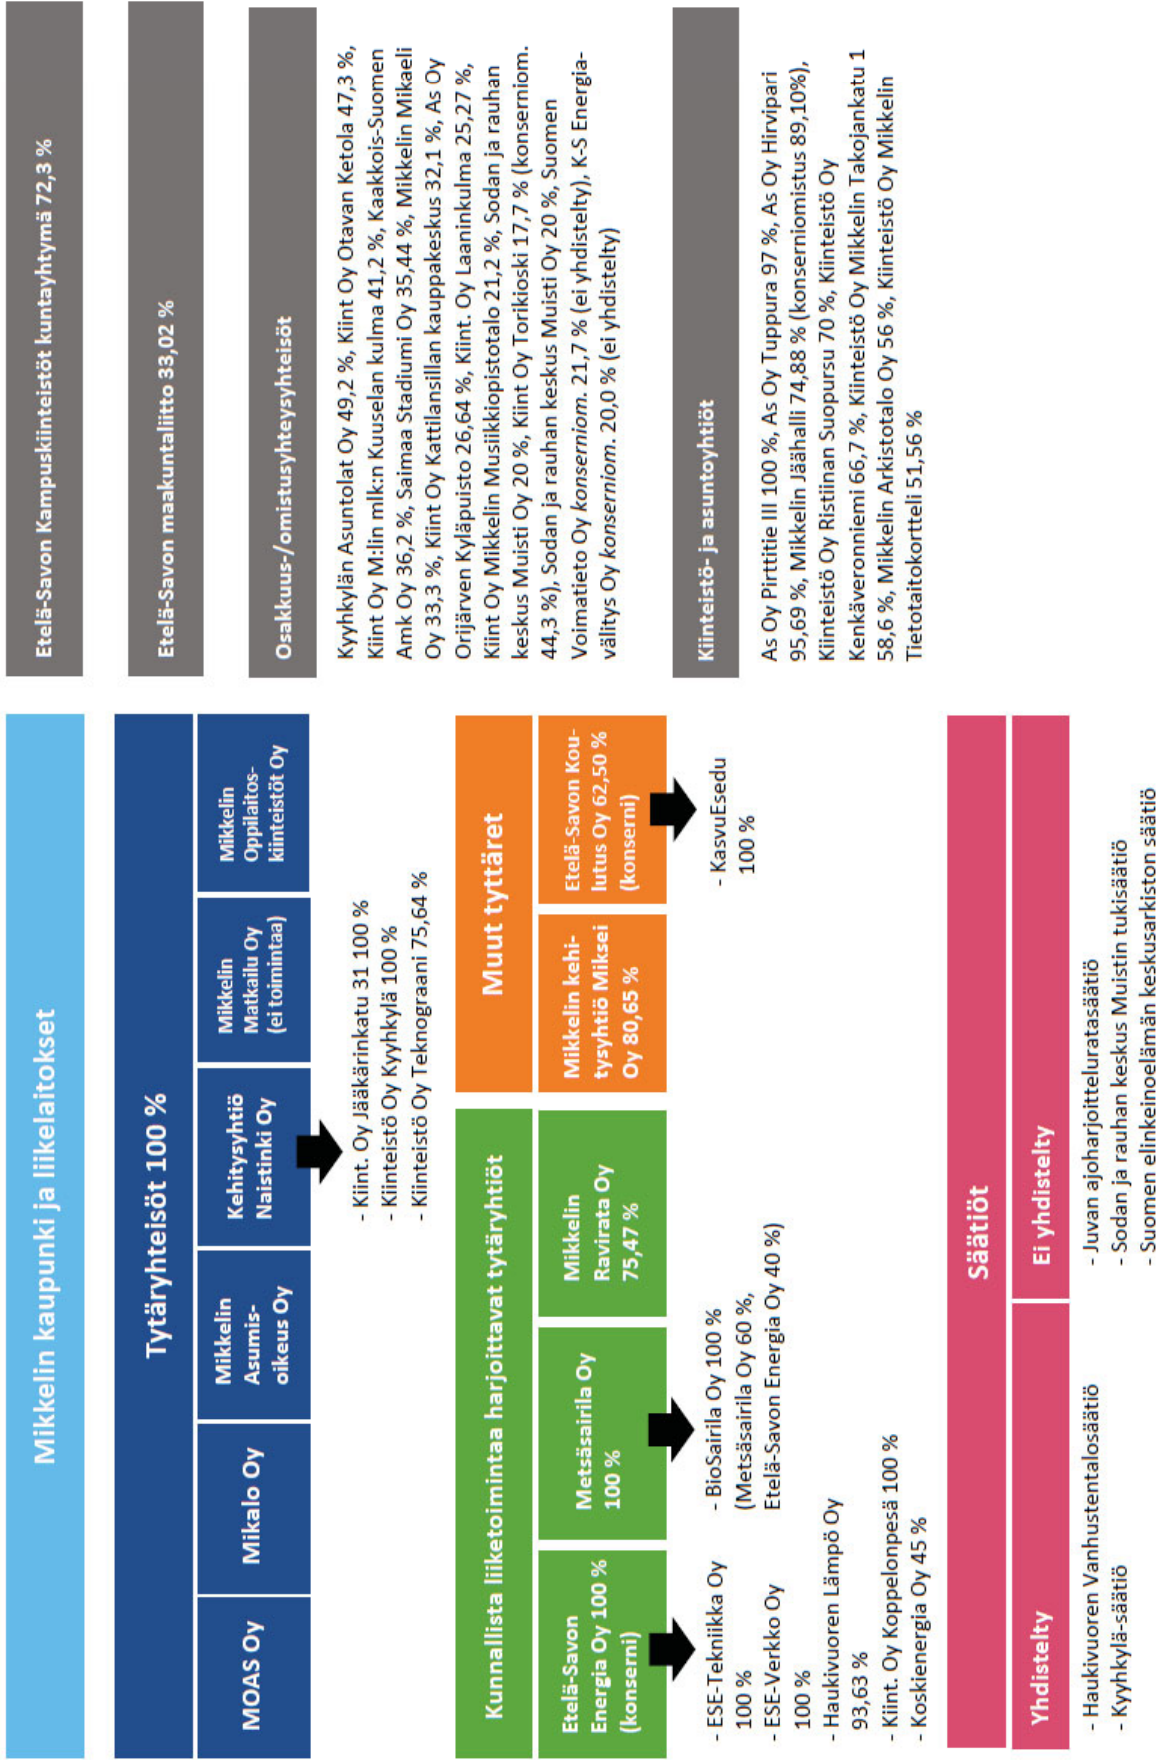 Mikkelin kaupunki ja liikelaitokset
Tytäryhteisöt 100 %
MOAS Oy
Mikalo Oy
Mikkelin
Asumis-
oikeus Oy
Kehitysyhtiö
Naistinki Oy
Mikkelin
Matkailu Oy
(ei toimintaa)
Mikkelin
Oppilaitos-
kiinteistöt Oy
- Kiint. Oy Jääkärinkatu 31 100 %
- Kiinteistö Oy Kyyhkylä 100 %
- Kiinteistö Oy Teknograani 75,64 %
Kunnallista liiketoimintaa harjoittavat tytäryhtiöt
Etelä-Savon
Energia Oy 100 %
(konserni)
Metsäsairila Oy
100 %
Mikkelin
Ravirata Oy
75,47 %
- ESE-Tekniikka Oy
100 %
- ESE-Verkko Oy
100 %
- Haukivuoren Lämpö Oy
93,63 %
- Kiint. Oy Koppelonpesä 100 %
- Koskienergia Oy 45 %
- BioSairila Oy 100 %
(Metsäsairila Oy 60 %,
Etelä-Savon Energia Oy 40 %)
Muut tyttäret
Mikkelin kehi-
tysyhtiö Miksei
Oy 80,65 %
Etelä-Savon Kou-
lutus Oy 62,50 %
(konserni)
- KasvuEsedu
100 %
Säätiöt
Yhdistelty
Ei yhdistelty
- Haukivuoren Vanhustentalosäätiö
- Kyyhkylä-säätiö
- Juvan ajoharjoitteluratasäätiö
- Sodan ja rauhan keskus Muistin tukisäätiö
- Suomen elinkeinoelämän keskusarkiston säätiö
Etelä-Savon Kampuskiinteistöt kuntayhtymä 72,3 %
Etelä-Savon maakuntaliitto 33,02 %
Osakkuus-/omistusyhteysyhteisöt
Kyyhkylän Asuntolat Oy 49,2 %, Kiint Oy Otavan Ketola 47,3 %,
Kiint Oy M:lin mlk:n Kuuselan kulma 41,2 %, Kaakkois-Suomen
Amk Oy 36,2 %, Saimaa Stadiumi Oy 35,44 %, Mikkelin Mikaeli
Oy 33,3 %, Kiint Oy Kattilansillan kauppakeskus 32,1 %, As Oy
Orijärven Kyläpuisto 26,64 %, Kiint. Oy Laaninkulma 25,27 %,
Kiint Oy Mikkelin Musiikkiopistotalo 21,2 %, Sodan ja rauhan
keskus Muisti Oy 20 %, Kiint Oy Torikioski 17,7 % (konserniom.
44,3 %), Sodan ja rauhan keskus Muisti Oy 20 %, Suomen
Voimatieto Oy konserniom. 21,7 % (ei yhdistelty), K-S Energia-
välitys Oy konserniom. 20,0 % (ei yhdistelty)
Kiinteistö- ja asuntoyhtiöt
As Oy Pirttitie III 100 %, As Oy Tuppura 97 %, As Oy Hirvipari
95,69 %, Mikkelin Jäähalli 74,88 % (konserniomistus 89,10%),
Kiinteistö Oy Ristiinan Suopursu 70 %, Kiinteistö Oy
Kenkäveronniemi 66,7 %, Kiinteistö Oy Mikkelin Takojankatu 1
58,6 %, Mikkelin Arkistotalo Oy 56 %, Kiinteistö Oy Mikkelin
Tietotaitokortteli 51,56 %